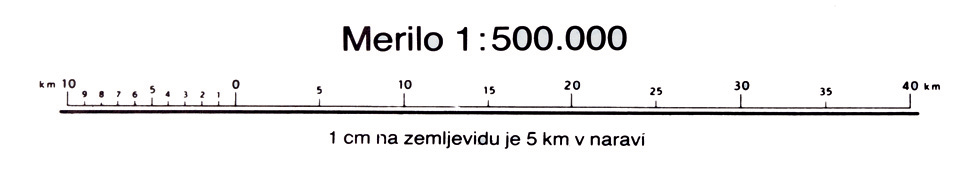 Merilo 1:500.000
km 10 9 8 7 6 5 4 3 2 1 0 5 10 15 20 25 30 35 40 km
1 cm na zemljevidu je 5 km v naravi